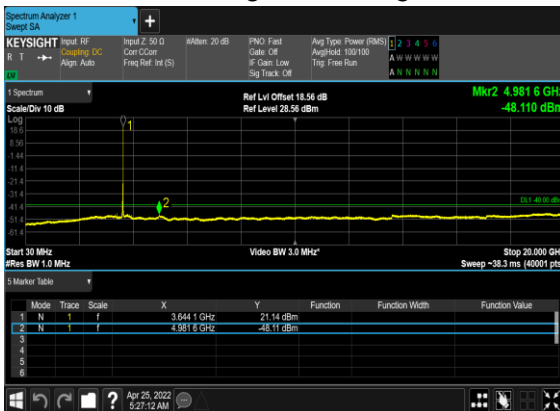 Spectrum Analyzer 1
Swept SA
KEYSIGHT Input: RF Input Z: 50 Ω #Atten: 20 dB PNO: Fast Avg Type: Power (RMS) 1 2 3 4 5 6
R T Coupling: DC Corr CCorr Gate: Off Avg|Hold: 100/100 A W W W W W
Align: Auto Freq Ref: Int (S) IF Gain: Low Trig: Free Run
LV Sig Track: Off A N N N N N
1 Spectrum Ref Lvl Offset 18.56 dB Mkr2 4.981 6 GHz
Scale/Div 10 dB Ref Level 28.56 dBm -48.110 dBm
Log
18.6
8.56
-1.44
-11.4
-21.4
-31.4
-41.4
-51.4
-61.4
1
2
DL1 -40.00 dBm
Start 30 MHz Video BW 3.0 MHz* Stop 20.000 GHz
#Res BW 1.0 MHz Sweep ~38.3 ms (40001 pts)
5 Marker Table
Mode Trace Scale X Y Function Function Width Function Value
1 N 1 f 3.644 1 GHz 21.14 dBm
2 N 1 f 4.981 6 GHz -48.11 dBm
3
4
5
6
? Apr 25, 2022
5:27:12 AM